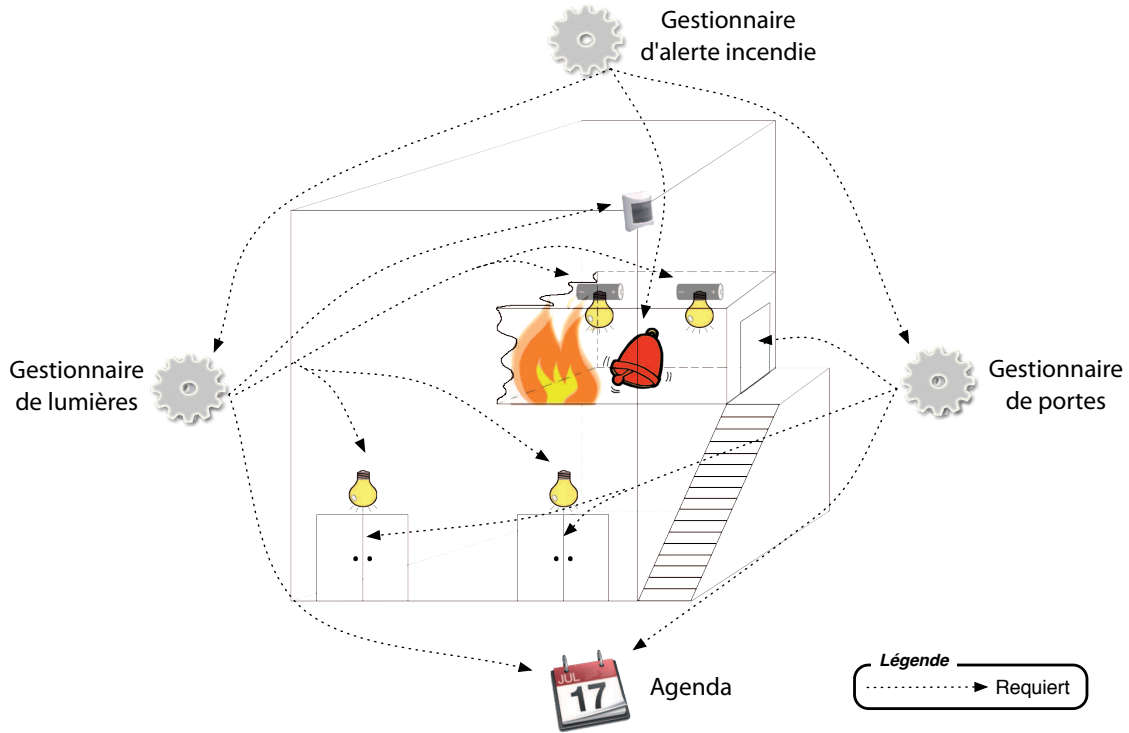 Gestionnaire
d'alerte incendie
Gestionnaire
de lumières
Gestionnaire
de portes
JUL
17
Agenda
Légende
Requiert